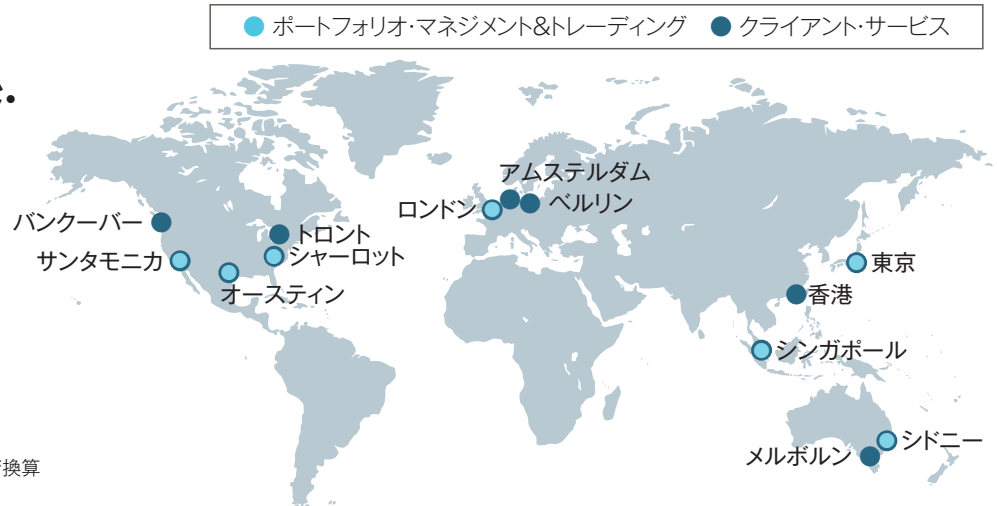 ポートフォリオ・マネジメント&トレーディング クライアント・サービス
アムステルダム
ロンドン
ベルリン
バンクーバー
トロント
サンタモニカ
シャーロット
オースティン
東京
香港
シンガポール
シドニー
メルボルン
換算